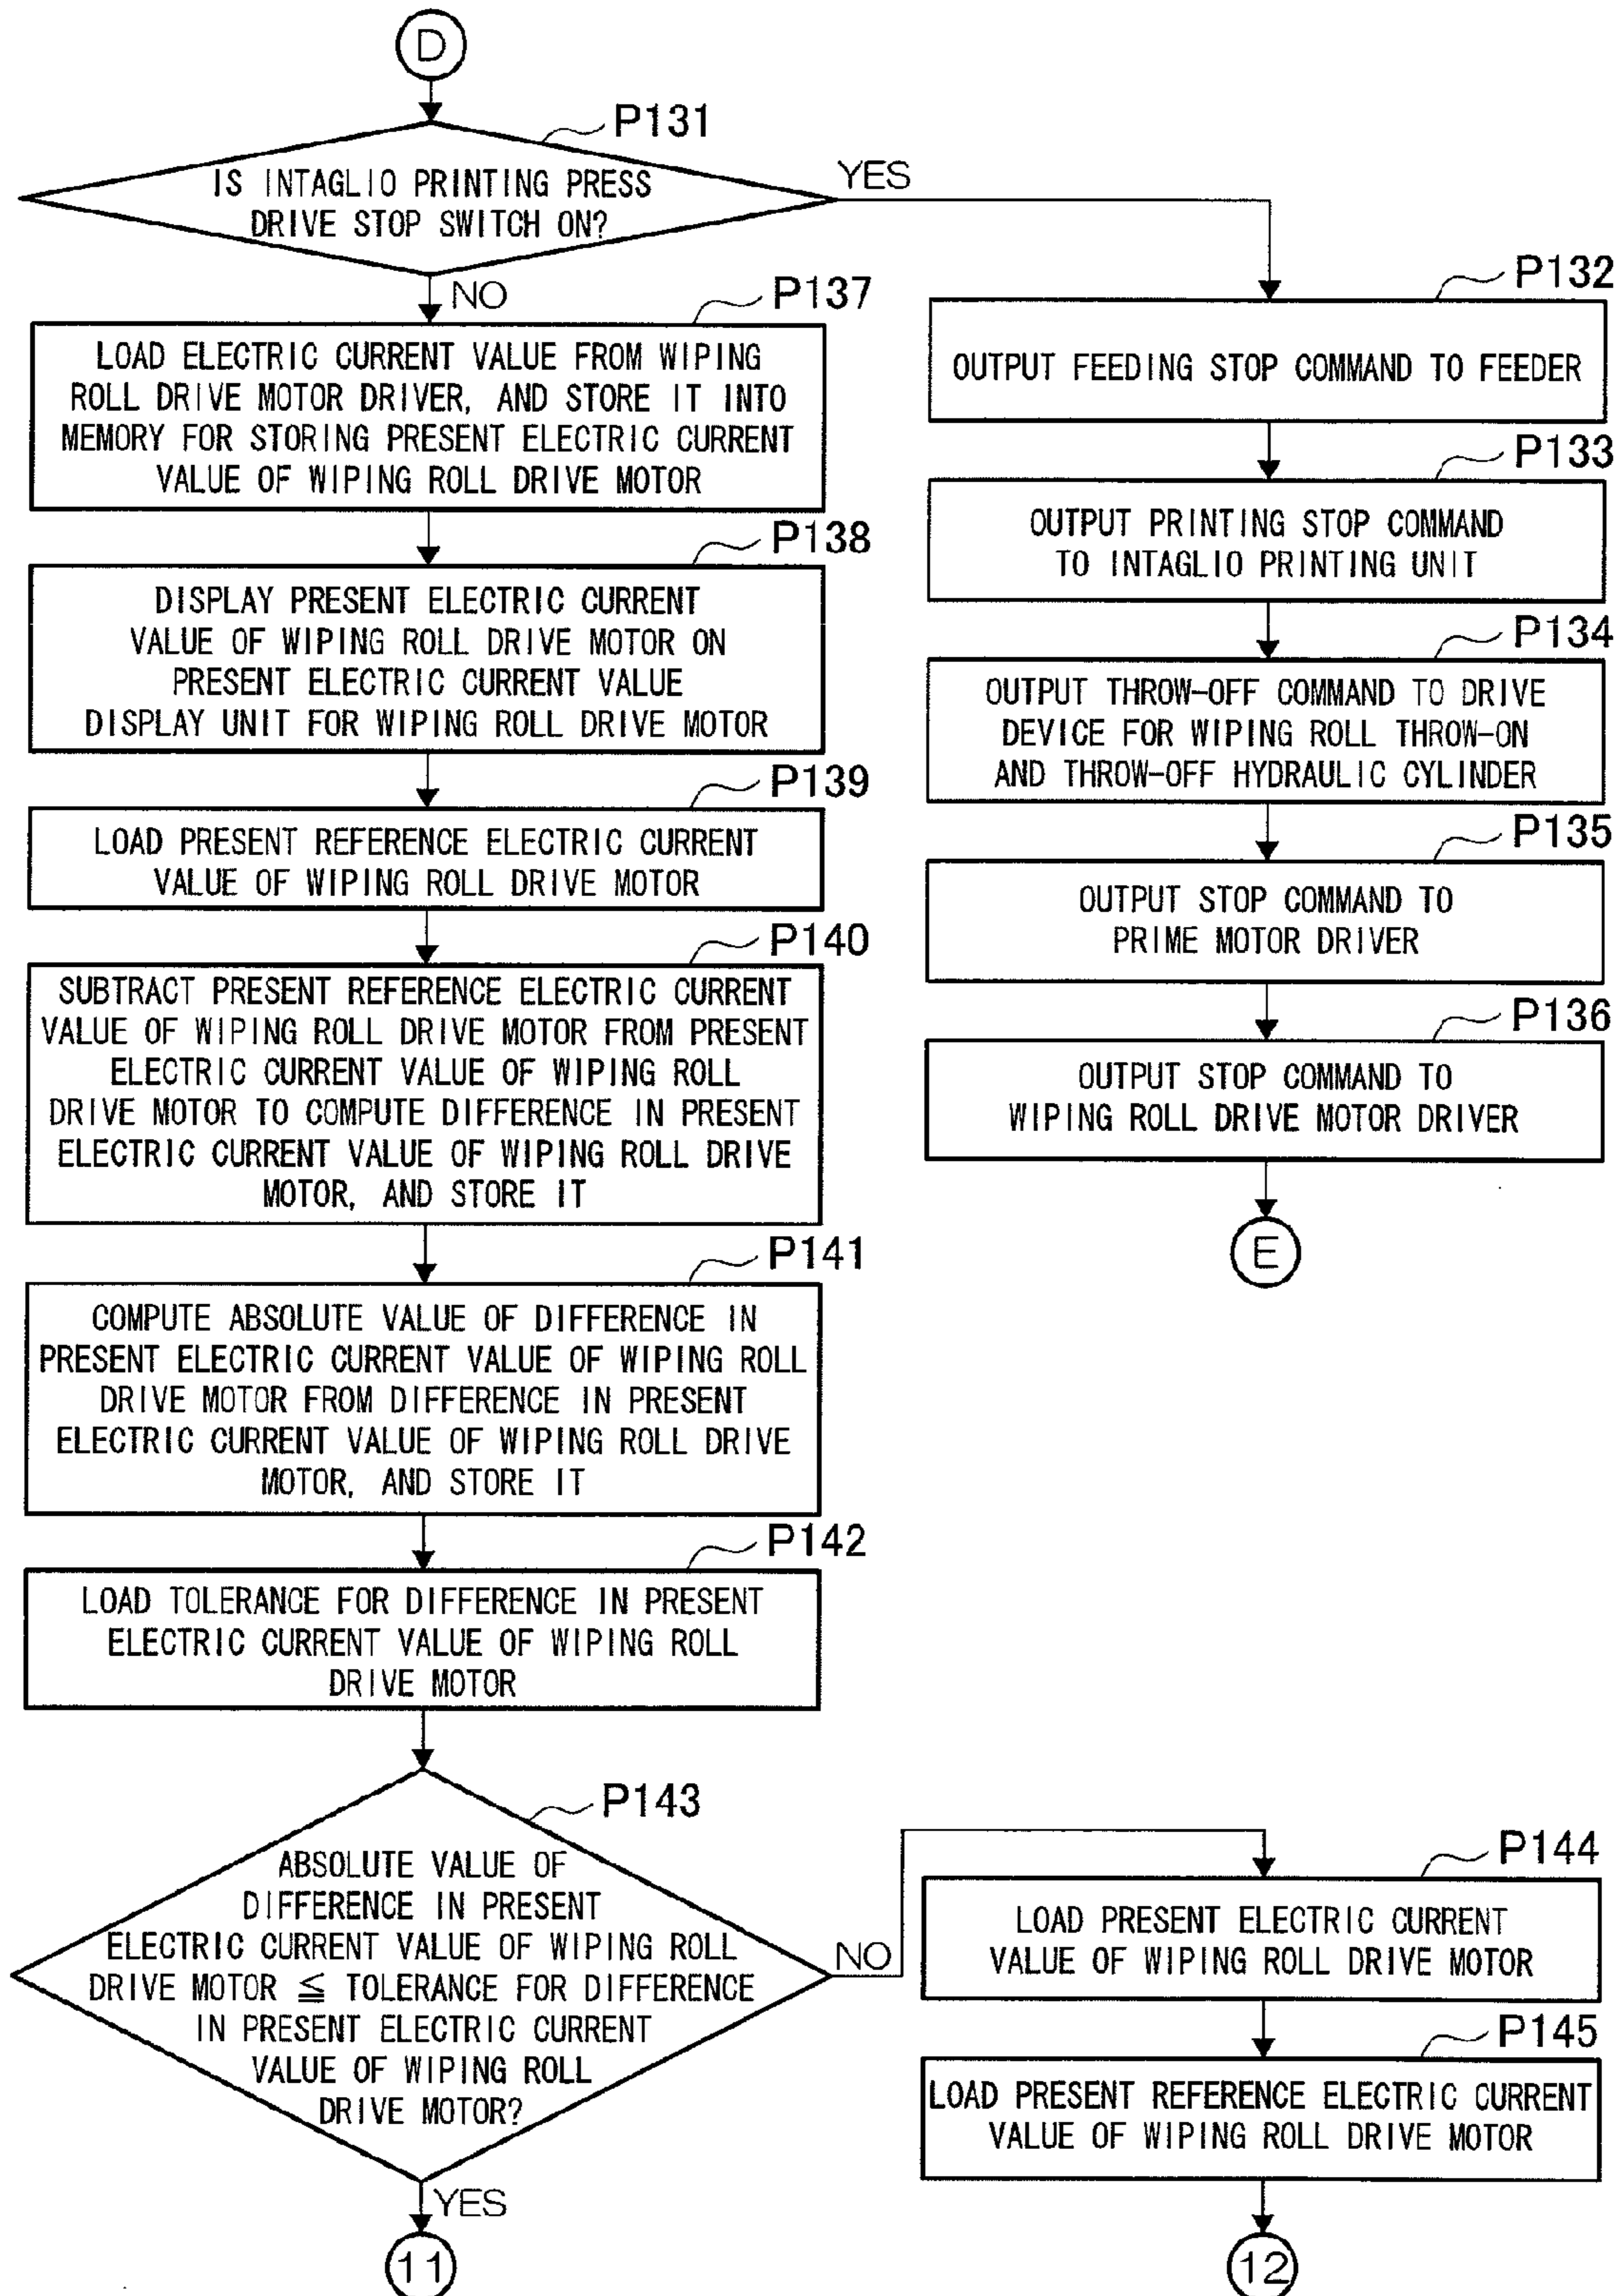 D
P131
IS INTAGLIO PRINTING PRESS
DRIVE STOP SWITCH ON?
YES
NO
P132
OUTPUT FEEDING STOP COMMAND TO FEEDER
P133
OUTPUT PRINTING STOP COMMAND
TO INTAGLIO PRINTING UNIT
P134
OUTPUT THROW-OFF COMMAND TO DRIVE
DEVICE FOR WIPING ROLL THROW-ON
AND THROW-OFF HYDRAULIC CYLINDER
P135
OUTPUT STOP COMMAND TO
PRIME MOTOR DRIVER
P136
OUTPUT STOP COMMAND TO
WIPING ROLL DRIVE MOTOR DRIVER
E
P137
LOAD ELECTRIC CURRENT VALUE FROM WIPING
ROLL DRIVE MOTOR DRIVER, AND STORE IT INTO
MEMORY FOR STORING PRESENT ELECTRIC CURRENT
VALUE OF WIPING ROLL DRIVE MOTOR
P138
DISPLAY PRESENT ELECTRIC CURRENT
VALUE OF WIPING ROLL DRIVE MOTOR ON
PRESENT ELECTRIC CURRENT VALUE
DISPLAY UNIT FOR WIPING ROLL DRIVE MOTOR
P139
LOAD PRESENT REFERENCE ELECTRIC CURRENT
VALUE OF WIPING ROLL DRIVE MOTOR
P140
SUBTRACT PRESENT REFERENCE ELECTRIC CURRENT
VALUE OF WIPING ROLL DRIVE MOTOR FROM PRESENT
ELECTRIC CURRENT VALUE OF WIPING ROLL
DRIVE MOTOR TO COMPUTE DIFFERENCE IN PRESENT
ELECTRIC CURRENT VALUE OF WIPING ROLL DRIVE
MOTOR, AND STORE IT
P141
COMPUTE ABSOLUTE VALUE OF DIFFERENCE IN
PRESENT ELECTRIC CURRENT VALUE OF WIPING ROLL
DRIVE MOTOR FROM DIFFERENCE IN PRESENT
ELECTRIC CURRENT VALUE OF WIPING ROLL DRIVE
MOTOR, AND STORE IT
P142
LOAD TOLERANCE FOR DIFFERENCE IN PRESENT
ELECTRIC CURRENT VALUE OF WIPING ROLL
DRIVE MOTOR
P143
ABSOLUTE VALUE OF
DIFFERENCE IN PRESENT
ELECTRIC CURRENT VALUE OF WIPING ROLL
DRIVE MOTOR ≦ TOLERANCE FOR DIFFERENCE
IN PRESENT ELECTRIC CURRENT
VALUE OF WIPING ROLL
DRIVE MOTOR?
NO
YES
11
P144
LOAD PRESENT ELECTRIC CURRENT
VALUE OF WIPING ROLL DRIVE MOTOR
P145
LOAD PRESENT REFERENCE ELECTRIC CURRENT
VALUE OF WIPING ROLL DRIVE MOTOR
12